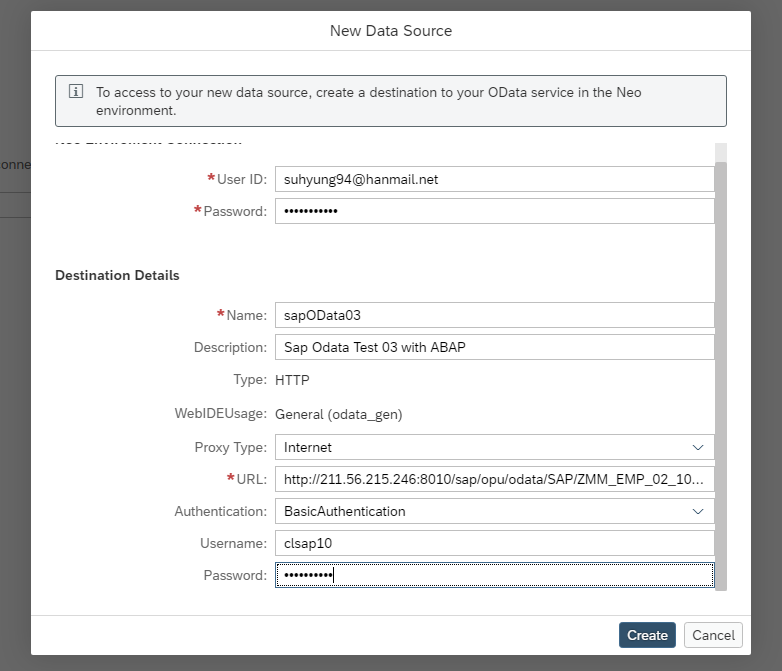 New Data Source
To access to your new data source, create a destination to your OData service in the Neo
environment.
onne
*User ID: suhyung94@hanmail.net
*Password: •••••••••••
Destination Details
*Name: sapOData03
Description: Sap Odata Test 03 with ABAP
Type: HTTP
WebIDEUsage: General (odata_gen)
Proxy Type: Internet
*URL: http://211.56.215.246:8010/sap/opu/odata/SAP/ZMM_EMP_02_10...
Authentication: BasicAuthentication
Username: clsap10
Password: ••••••••••
Create Cancel